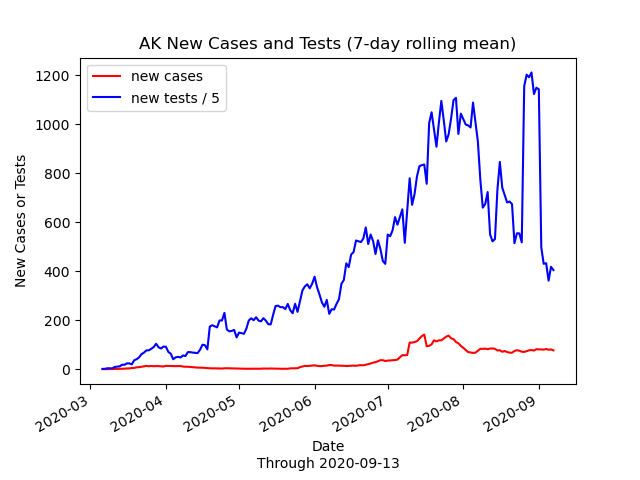 AK New Cases and Tests (7-day rolling mean)
new cases
new tests / 5
New Cases or Tests
1200
1000
800
600
400
200
0
2020-03
2020-04
2020-05
2020-06
2020-07
2020-08
2020-09
Date
Through 2020-09-13